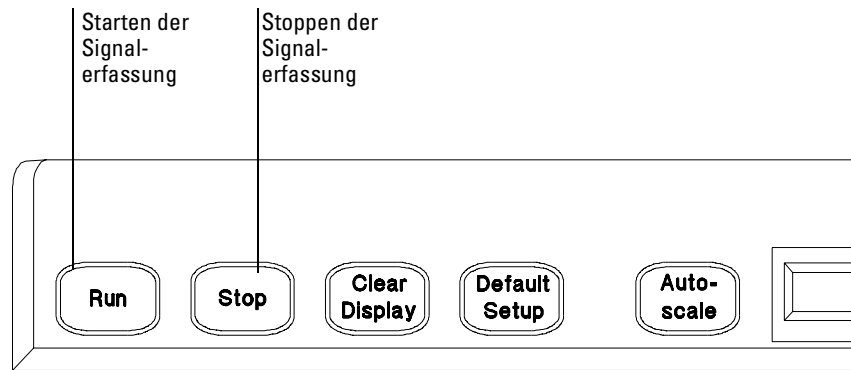 Starten der
Signal-
erfassung
Stoppen der
Signal-
erfassung
Run
Stop
Clear
Display
Default
Setup
Auto-
scale